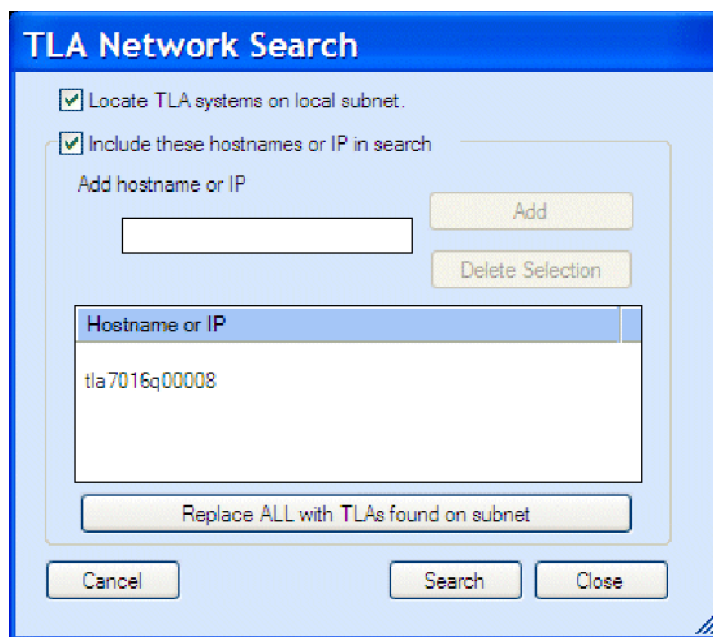 TLA Network Search
Locate TLA systems on local subnet.
Include these hostnames or IP in search
Add hostname or IP
Add
Delete Selection
Hostname or IP
tla7016q00008
Replace ALL with TLAs found on subnet
Cancel
Search
Close